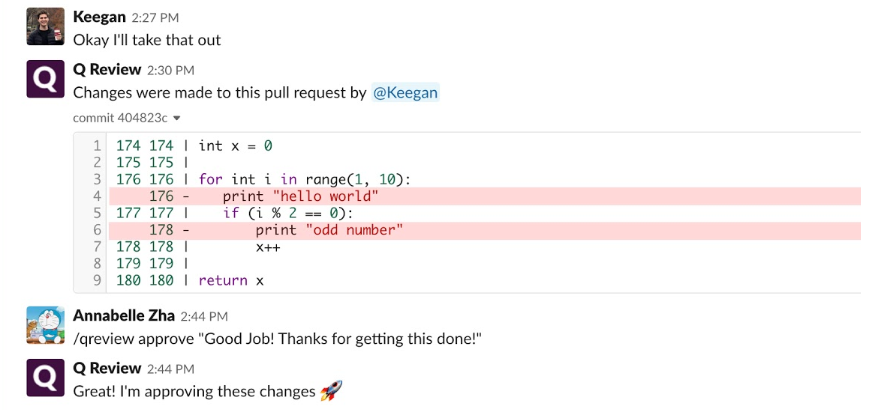 Keegan 2:27 PM
Okay I'll take that out
Q Review 2:30 PM
Changes were made to this pull request by @Keegan
commit 404823c
1 174 174 | int x = 0
2 175 175 |
3 176 176 | for int i in range(1, 10):
4 176 - print "hello world"
5 177 177 | if (i % 2 == 0):
6 178 - print "odd number"
7 178 178 | x++
8 179 179 |
9 180 180 | return x
Annabelle Zha 2:44 PM
/qreview approve "Good Job! Thanks for getting this done!"
Q Review 2:44 PM
Great! I'm approving these changes 🚀